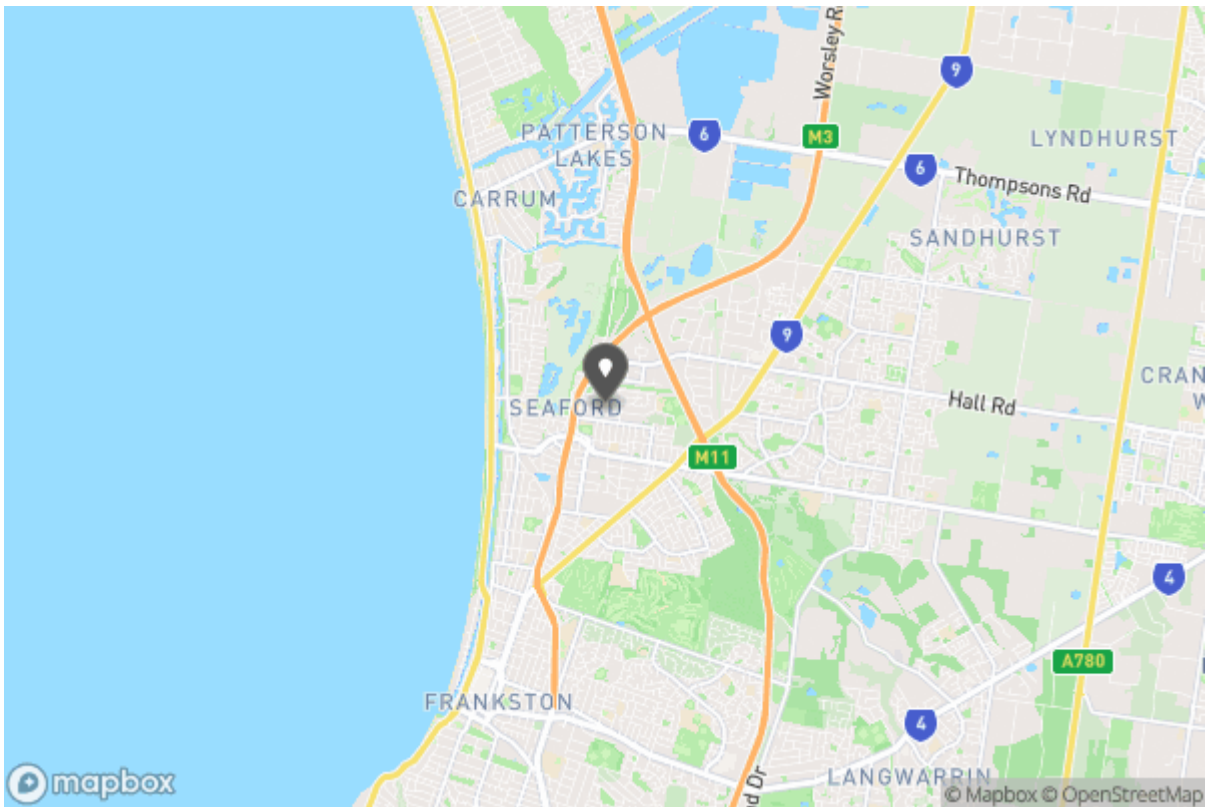 Worsley R
9
PATTERSON
LAKES
6
M3
LYNDHURST
6
CARRUM
Thompsons Rd
SANDHURST
9
CRAN
W
SEAFORD
Hall Rd
M11
4
A780
FRANKSTON
4
d Dr
LANGWARRIN
mapbox
© Mapbox © OpenStreetMap